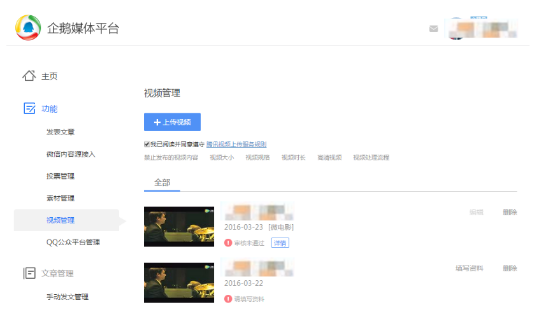 企鹅媒体平台
主页
功能
发表文章
微信内容源接入
投票管理
素材管理
视频管理
QQ公众平台管理
文章管理
手动发文管理
视频管理
+上传视频
我已阅读并同意遵守 腾讯视频上传服务规则
禁止发布的视频内容 视频大小 视频规格 视频时长 高清视频 视频处理流程
全部
2016-03-23 [微电影]
审核未通过 详情
编辑 删除
2016-03-22
请填写资料
填写资料 删除